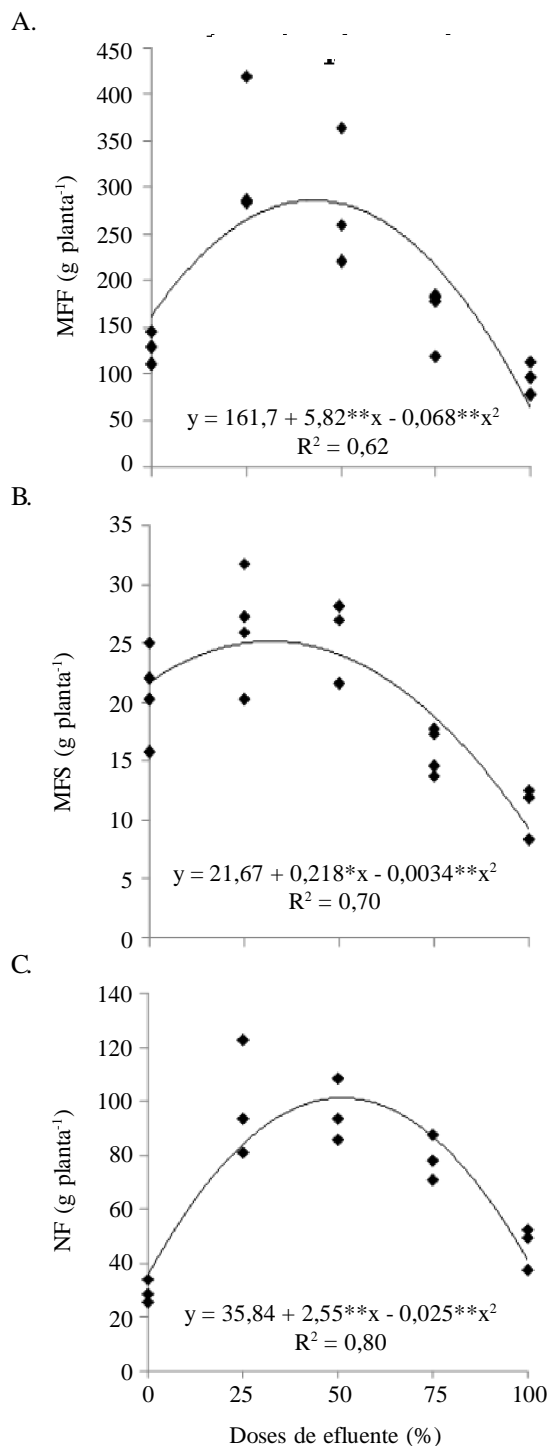 A.
450
400
350
300
250
200
150
100
50
0
MFF (g planta-1)
y = 161,7 + 5,82**x - 0,068**x2
R2 = 0,62
B.
35
30
25
20
15
10
5
0
MFS (g planta-1)
y = 21,67 + 0,218*x - 0,0034**x2
R2 = 0,70
C.
140
120
100
80
60
40
20
0
NF (g planta-1)
y = 35,84 + 2,55**x - 0,025**x2
R2 = 0,80
0 25 50 75 100
Doses de efluente (%)